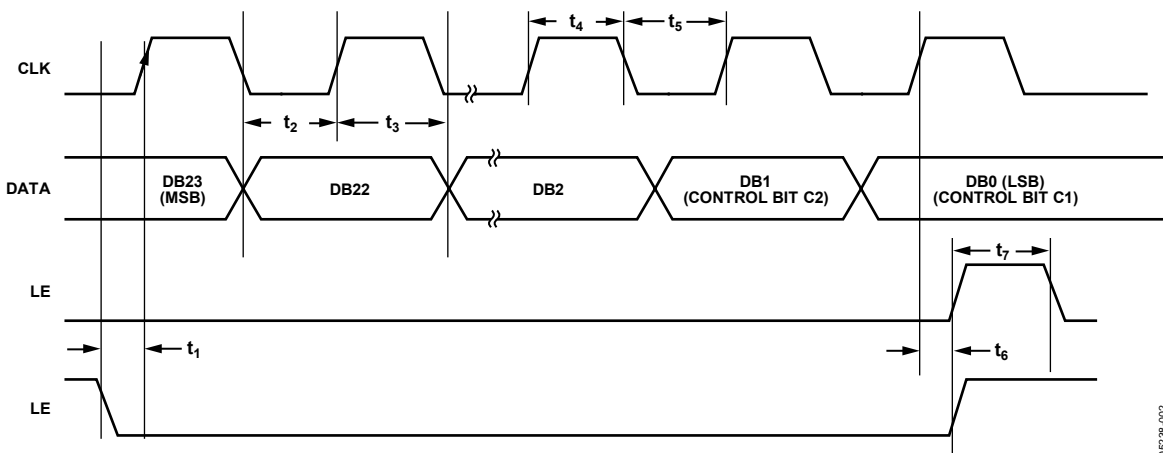 t4
t5
CLK
t2
t3
DATA
DB23
(MSB)
DB22
DB2
DB1
(CONTROL BIT C2)
DB0 (LSB)
(CONTROL BIT C1)
t7
LE
t1
t6
LE